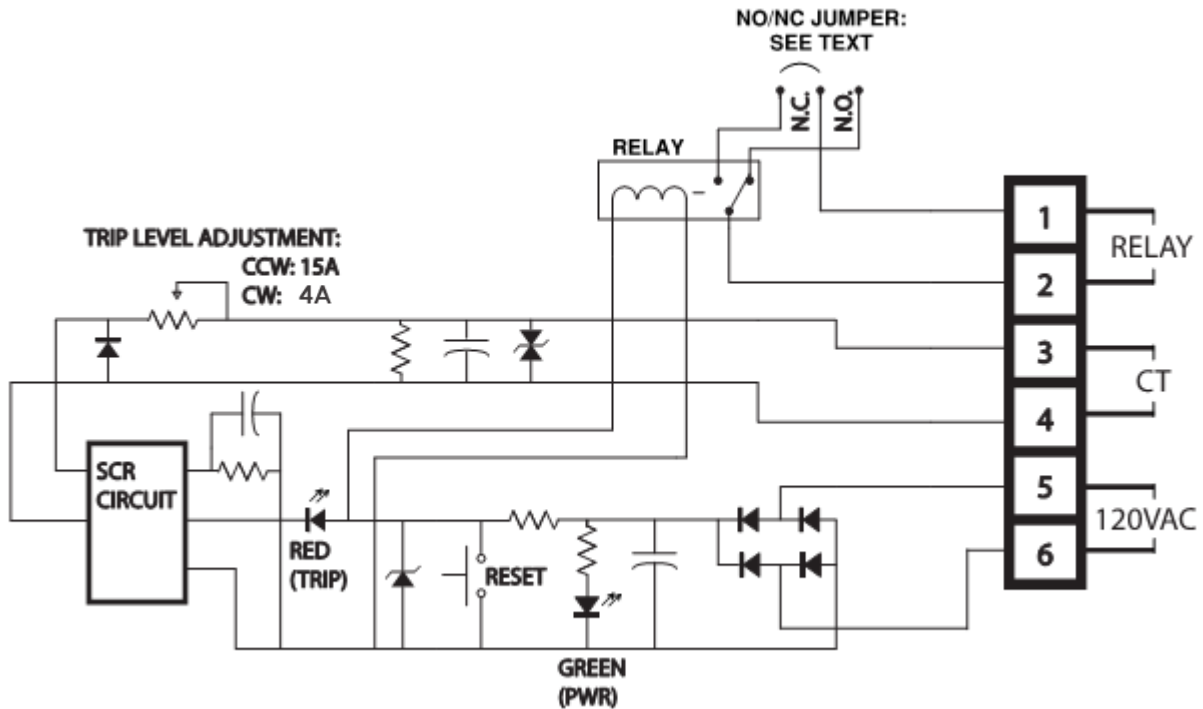 NO/NC JUMPER:
SEE TEXT
N.C.
N.O.
RELAY
TRIP LEVEL ADJUSTMENT:
CCW: 15A
CW: 4A
1
2
RELAY
3
4
CT
5
6
120VAC
SCR
CIRCUIT
RED
(TRIP)
RESET
GREEN
(PWR)